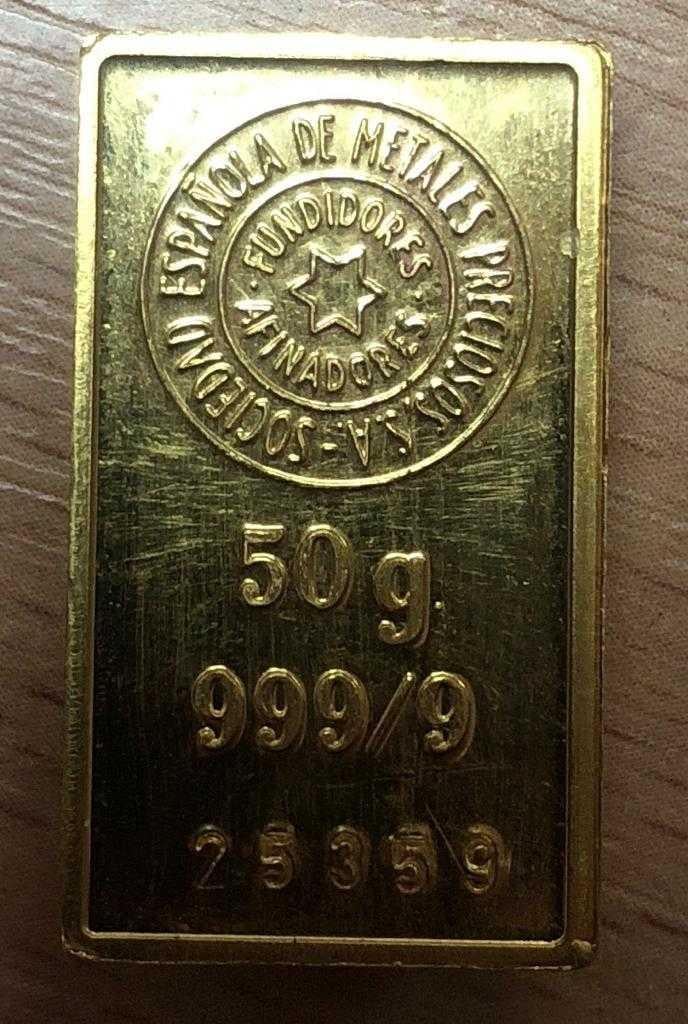 SOCIEDAD ESPAÑOLA DE METALES PRECIOSOS, S.A.-
· FUNDIDORES ·
AFINADORES
50 g.
999/9
25359